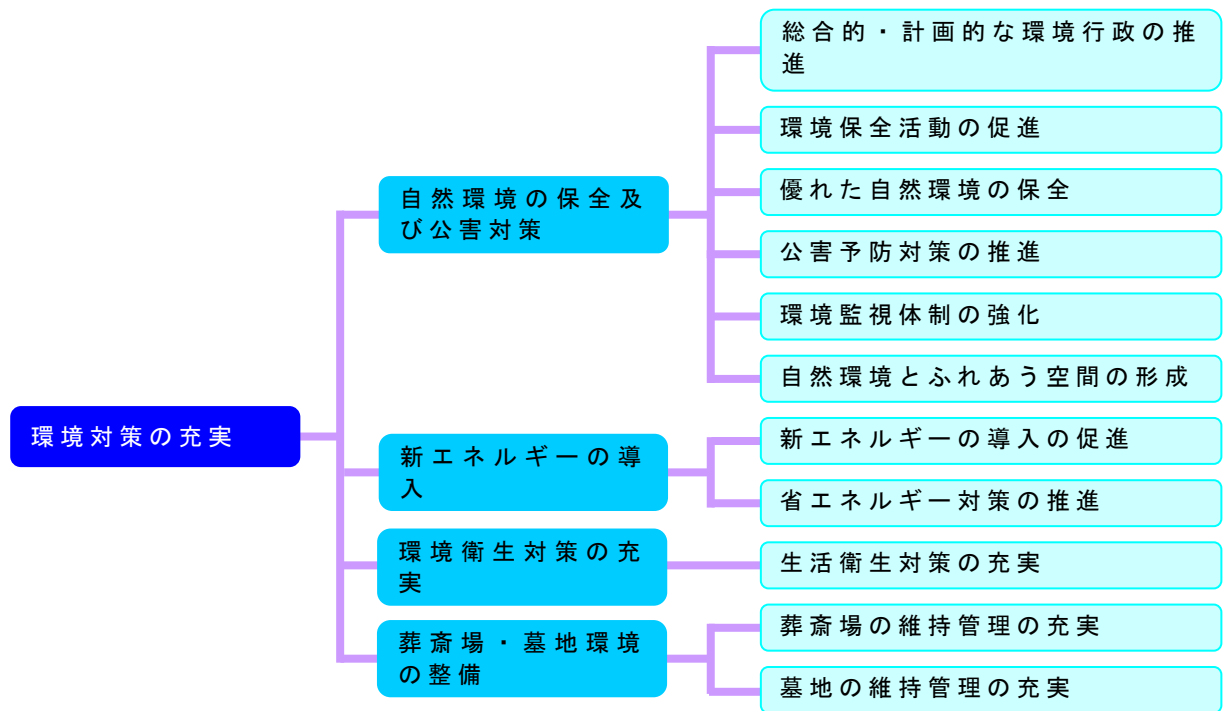 環境対策の充実
自然環境の保全及
び公害対策
総合的・計画的な環境行政の推
進
環境保全活動の促進
優れた自然環境の保全
公害予防対策の推進
環境監視体制の強化
自然環境とふれあう空間の形成
新エネルギーの導
入
新エネルギーの導入の促進
省エネルギー対策の推進
環境衛生対策の充
実
生活衛生対策の充実
葬斎場・墓地環境
の整備
葬斎場の維持管理の充実
墓地の維持管理の充実